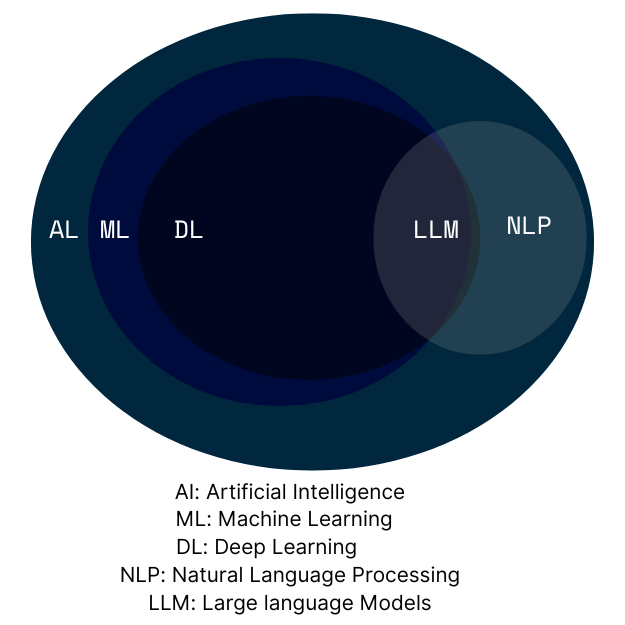 AL ML DL LLM NLP
AI: Artificial Intelligence
ML: Machine Learning
DL: Deep Learning
NLP: Natural Language Processing
LLM: Large language Models